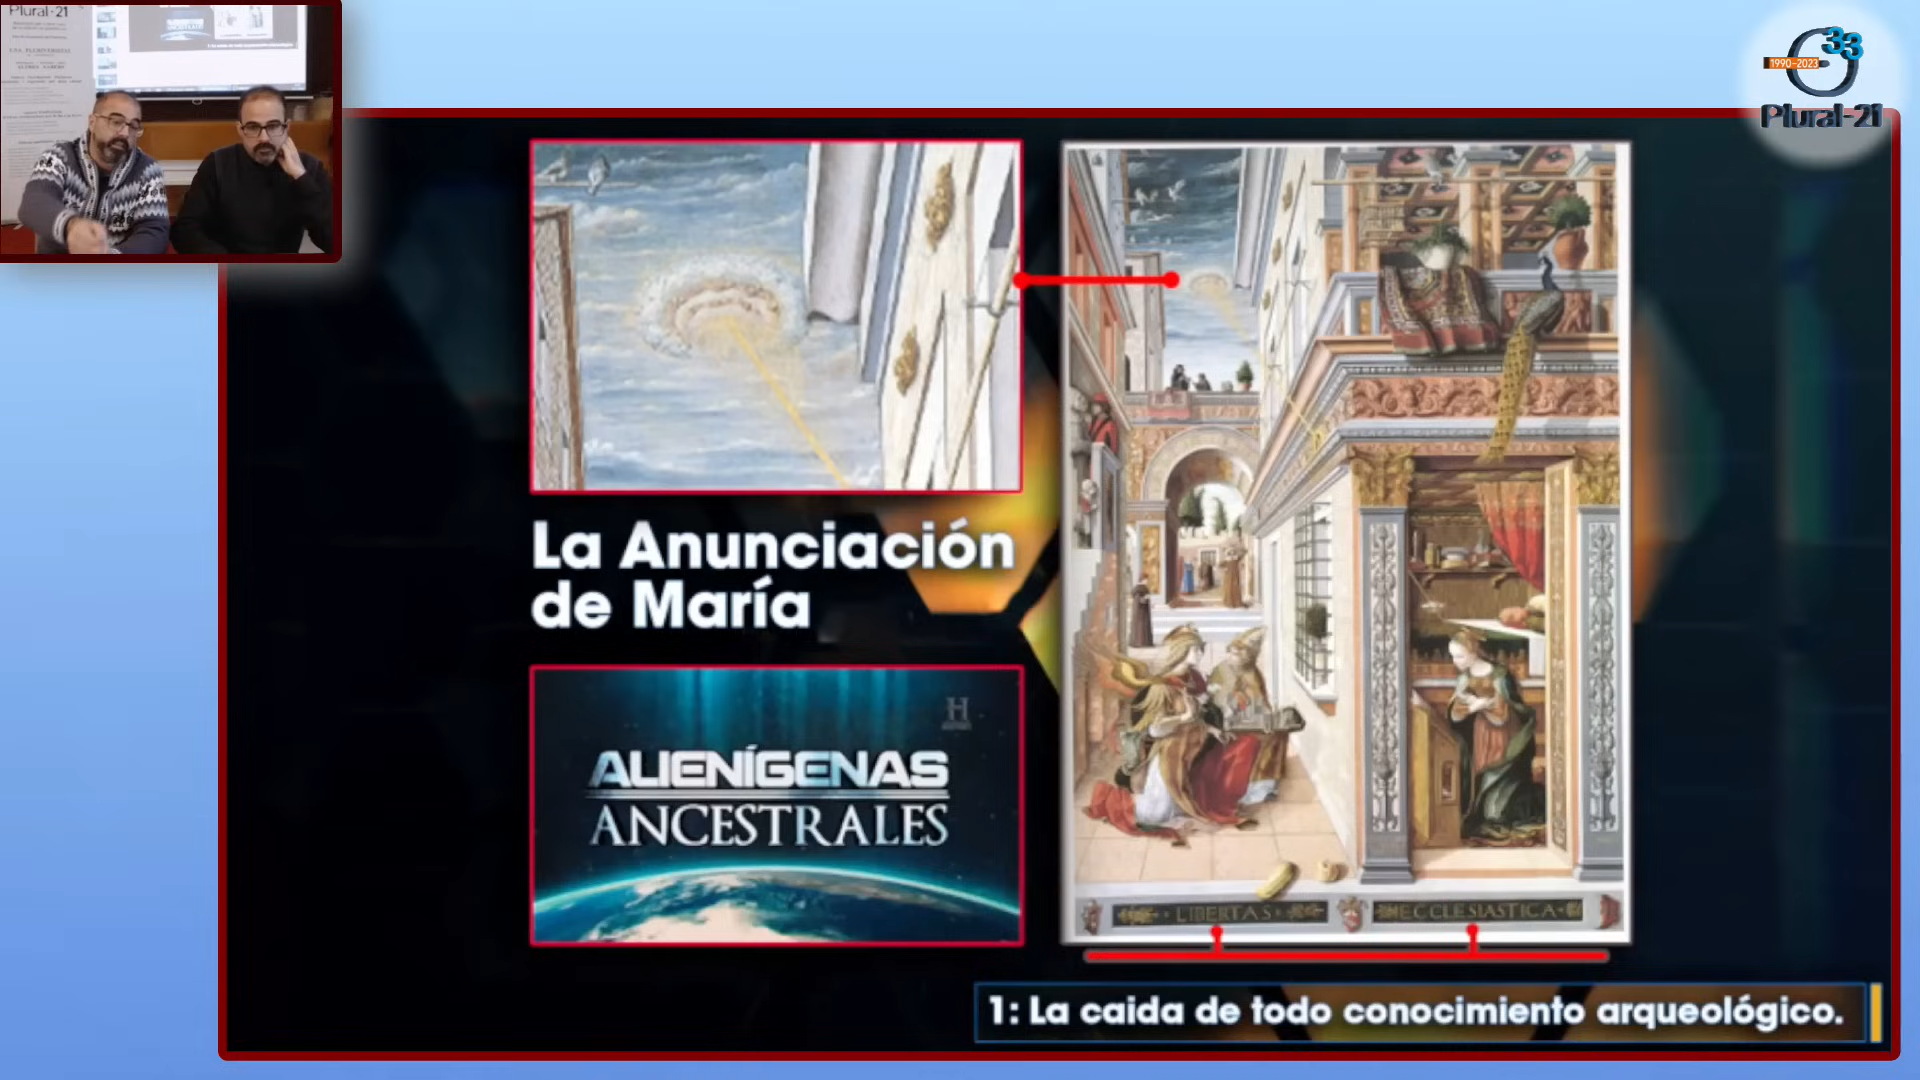 Plural-21
33
1990-2023
Plural-21
La Anunciación
de María
H
ALIENÍGENAS
ANCESTRALES
LIBERTAS
ECCLESIASTICA
1: La caida de todo conocimiento arqueológico.